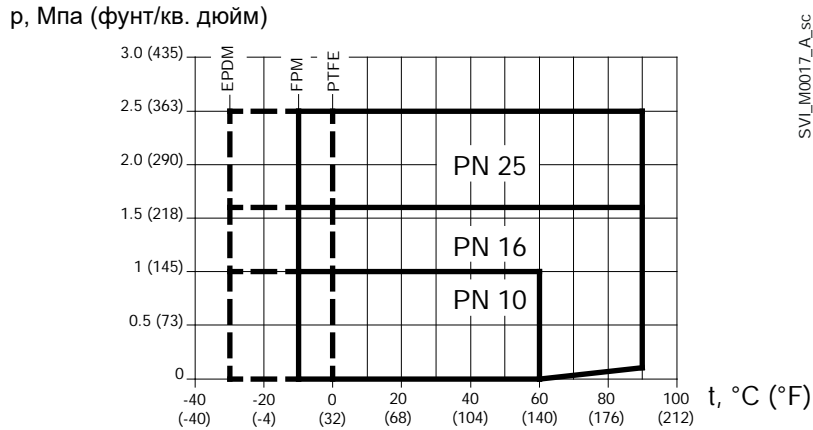 p, Мпа (фунт/кв. дюйм)
SVI_M0017_A_sc
3.0 (435)
EPDM
FPM
PTFE
2.5 (363)
2.0 (290)
PN 25
1.5 (218)
PN 16
1 (145)
PN 10
0.5 (73)
0
-40 -20 0 20 40 60 80 100 t, °C (°F)
(-40) (-4) (32) (68) (104) (140) (176) (212)